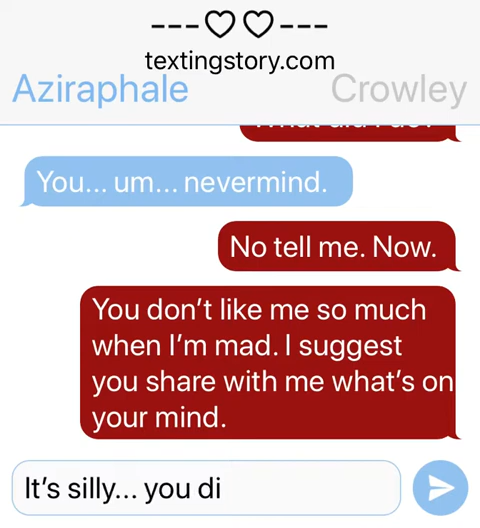 ---♡♡---
textingstory.com
Aziraphale Crowley
You... um... nevermind.
No tell me. Now.
You don't like me so much
when I'm mad. I suggest
you share with me what's on
your mind.
It's silly... you di